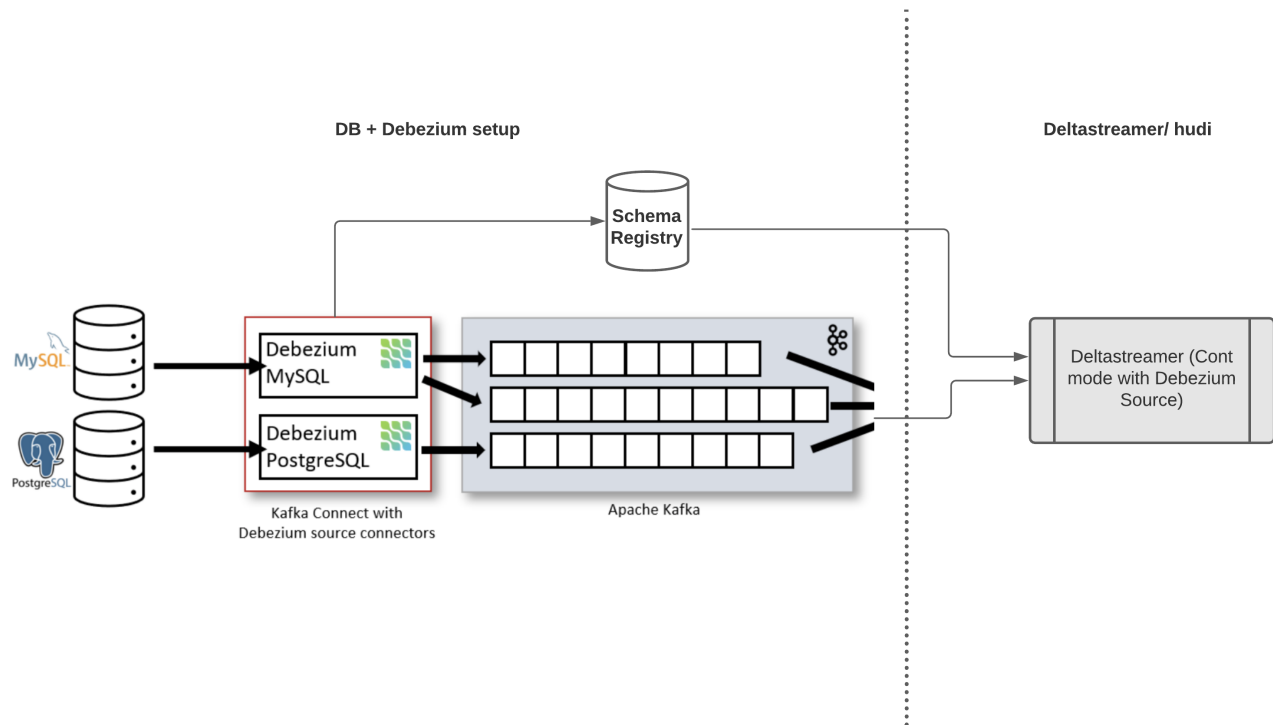 DB + Debezium setup
Deltastreamer/ hudi
Schema
Registry
MySQL
Debezium
MySQL
Debezium
PostgreSQL
PostgreSQL
Kafka Connect with
Debezium source connectors
Apache Kafka
Deltastreamer (Cont
mode with Debezium
Source)